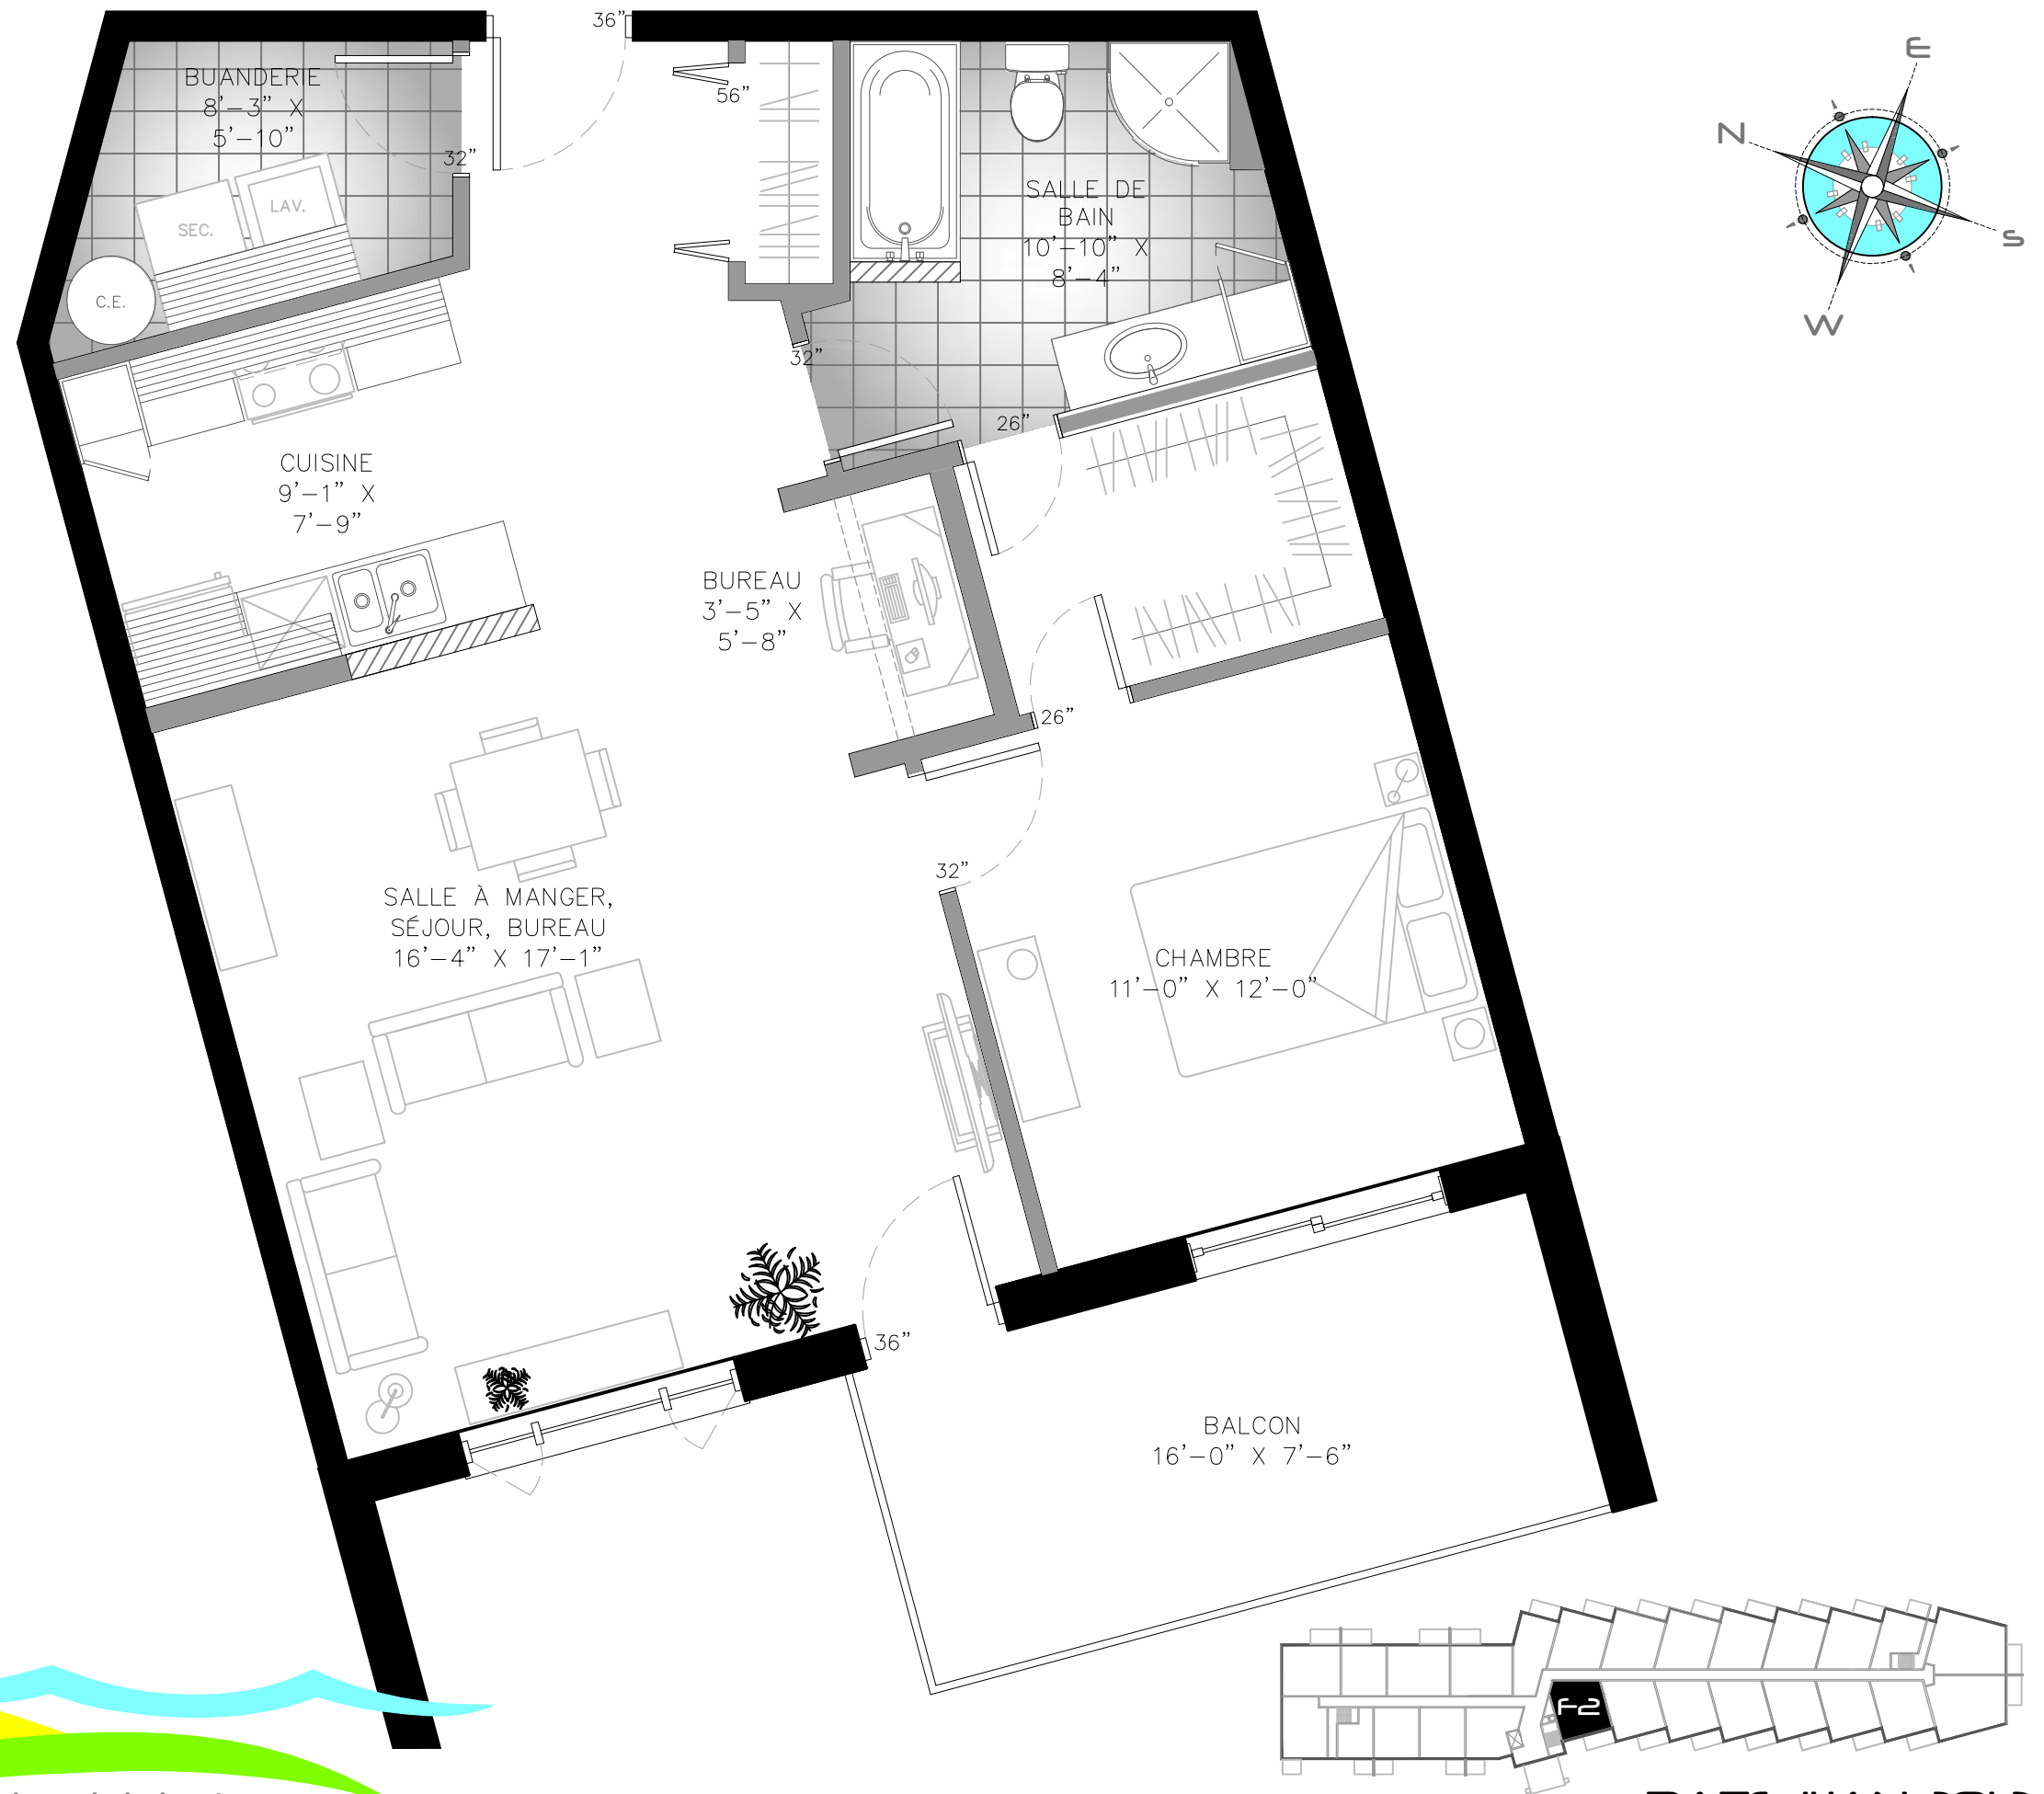 36"
BUANDERIE
8'-3" X
5'-10"
56"
32"
SEC.
LAV.
C.E.
SALLE DE
BAIN
10'-10" X
8'-4"
E
N
S
W
32"
26"
CUISINE
9'-1" X
7'-9"
BUREAU
3'-5" X
5'-8"
26"
32"
SALLE À MANGER,
SÉJOUR, BUREAU
16'-4" X 17'-1"
CHAMBRE
11'-0" X 12'-0"
36"
BALCON
16'-0" X 7'-6"
F2